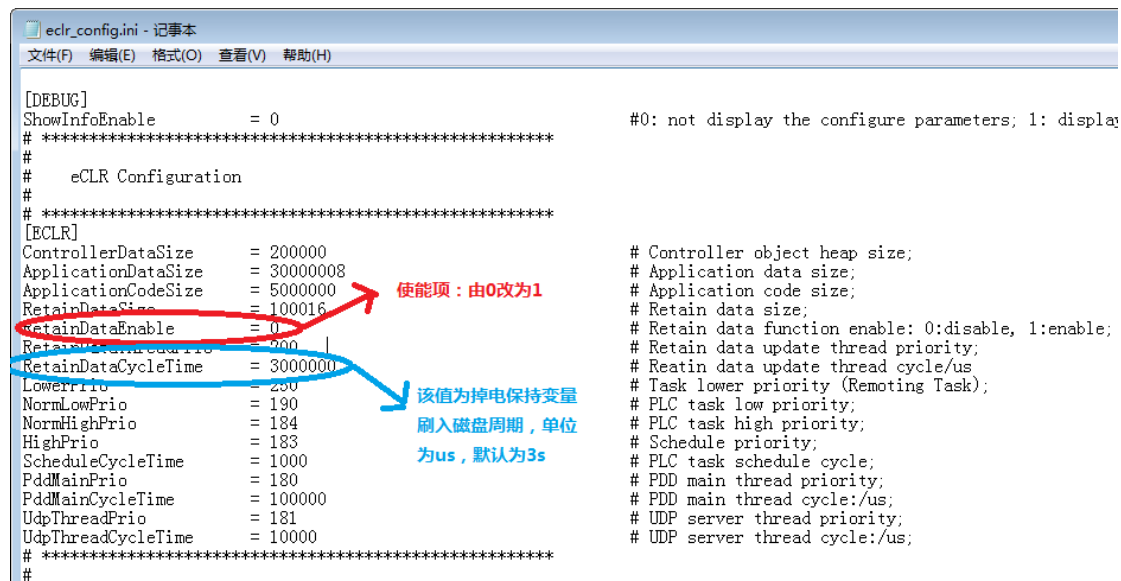 eclr_config.ini - 记事本
文件(F) 编辑(E) 格式(O) 查看(V) 帮助(H)
[DEBUG]
ShowInfoEnable = 0 #0: not display the configure parameters; 1: display
# *****************************************************
#
# eCLR Configuration
#
# *****************************************************
[ECLR]
ControllerDataSize = 200000 # Controller object heap size;
ApplicationDataSize = 30000008 # Application data size;
ApplicationCodeSize = 5000000 # Application code size;
使能项：由0改为1
RetainDataSize = 100016 # Retain data size;
RetainDataEnable = 0 # Retain data function enable: 0:disable, 1:enable;
RetainDataThreadPrio = 200 # Retain data update thread priority;
RetainDataCycleTime = 3000000 # Reatin data update thread cycle/us
LowerPrio = 250 # Task lower priority (Remoting Task);
该值为掉电保持变量
刷入磁盘周期，单位
为us，默认为3s
NormLowPrio = 190 # PLC task low priority;
NormHighPrio = 184 # PLC task high priority;
HighPrio = 183 # Schedule priority;
ScheduleCycleTime = 1000 # PLC task schedule cycle;
PddMainPrio = 180 # PDD main thread priority;
PddMainCycleTime = 100000 # PDD main thread cycle:/us;
UdpThreadPrio = 181 # UDP server thread priority;
UdpThreadCycleTime = 10000 # UDP server thread cycle:/us;
# *****************************************************
#